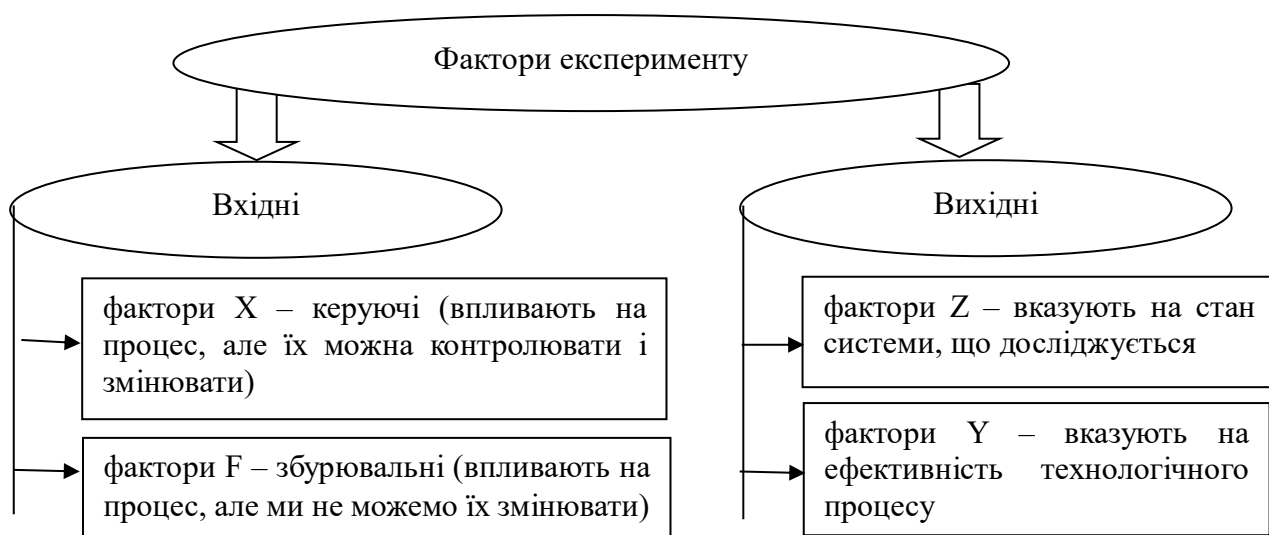 Фактори експерименту
Вхідні
фактори X – керуючі (впливають на
процес, але їх можна контролювати і
змінювати)
фактори F – збурювальні (впливають на
процес, але ми не можемо їх змінювати)
Вихідні
фактори Z – вказують на стан
системи, що досліджується
фактори Y – вказують на
ефективність технологічного
процесу